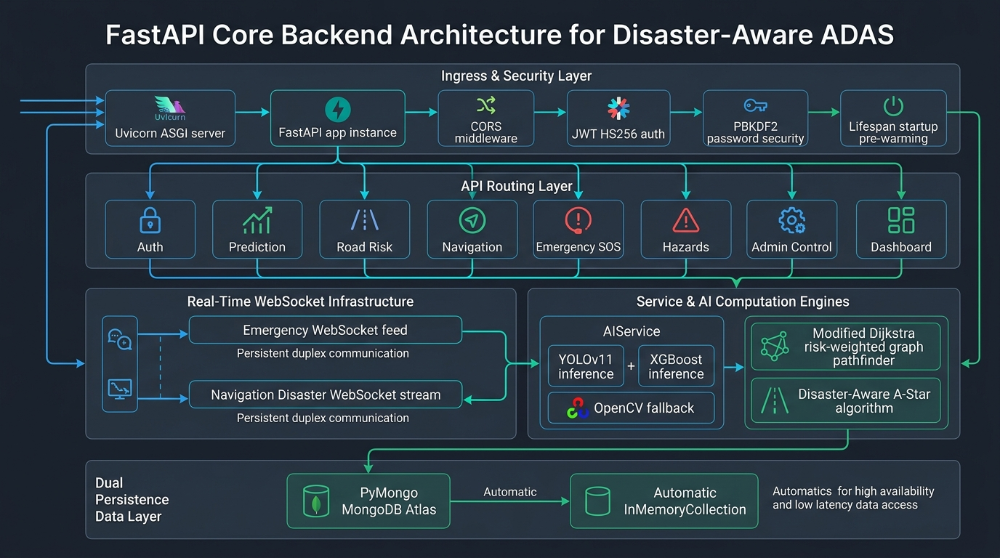 FastAPI Core Backend Architecture for Disaster-Aware ADAS
Ingress & Security Layer
UvIcurn
Uvicorn ASGI server
FastAPI app instance
CORS
middleware
JWT HS256 auth
PBKDF2
password security
Lifespan startup
pre-warming
API Routing Layer
Auth
Prediction
Road Risk
Navigation
Emergency SOS
Hazards
Admin Control
Dashboard
Real-Time WebSocket Infrastructure
Emergency WebSocket feed
Persistent duplex communication
Navigation Disaster WebSocket stream
Persistent duplex communication
Service & AI Computation Engines
AIService
YOLOv11
inference
+
XGBoost
inference
OpenCV fallback
Modified Dijkstra
risk-weighted graph
pathfinder
Disaster-Aware A-Star
algorithm
Dual
Persistence
Data Layer
PyMongo
MongoDB Atlas
Automatic
Automatic
InMemoryCollection
Automatics for high availability
and low latency data access